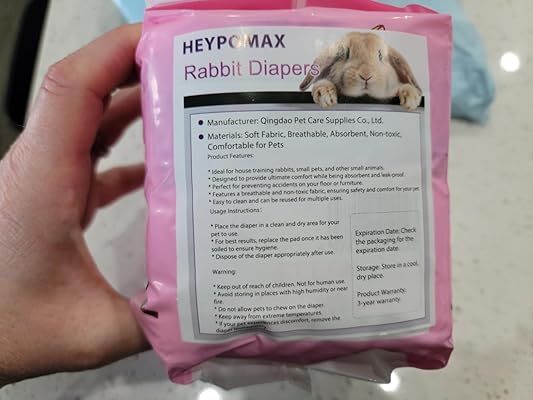 HEYPOMAX
Rabbit Diapers
● Manufacturer: Qingdao Pet Care Supplies Co., Ltd.
● Materials: Soft Fabric, Breathable, Absorbent, Non-toxic,
Comfortable for Pets
Product Features:
* Ideal for house training rabbits, small pets, and other small animals.
* Designed to provide ultimate comfort while being absorbent and leak-proof.
* Perfect for preventing accidents on your floor or furniture.
* Features a breathable and non-toxic fabric, ensuring safety and comfort for your pet.
* Easy to clean and can be reused for multiple uses.
Usage Instructions:
* Place the diaper in a clean and dry area for your
pet to use.
* For best results, replace the pad once it has been
soiled to ensure hygiene.
* Dispose of the diaper appropriately after use.
Warning:
* Keep out of reach of children. Not for human use.
* Avoid storing in places with high humidity or near
fire.
* Do not allow pets to chew on the diaper.
* Keep away from extreme temperatures.
* If your pet experiences discomfort, remove the
diaper
Expiration Date: Check
the packaging for the
expiration date.
Storage: Store in a cool,
dry place.
Product Warranty:
3-year warranty.